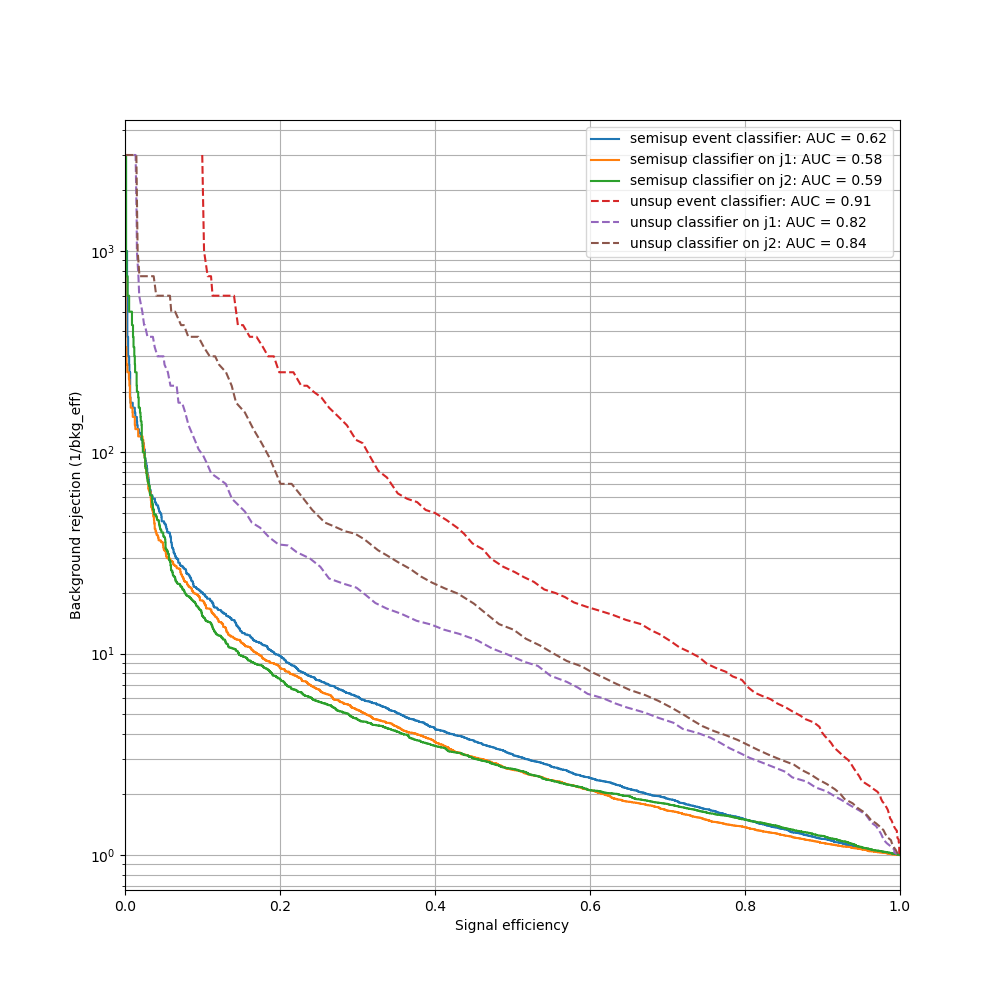 semisup event classifier: AUC = 0.62
semisup classifier on j1: AUC = 0.58
semisup classifier on j2: AUC = 0.59
unsup event classifier: AUC = 0.91
unsup classifier on j1: AUC = 0.82
unsup classifier on j2: AUC = 0.84
10³
10²
10¹
10⁰
Background rejection (1/bkg_eff)
0.0 0.2 0.4 0.6 0.8 1.0
Signal efficiency